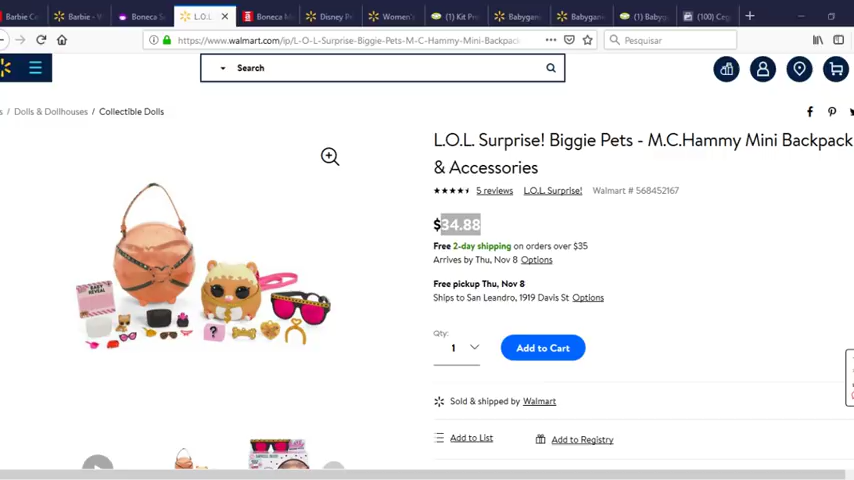 Barbie C
Barbie - W
Boneca S
L.O.L.
Boneca M
Disney P
Women's
(1) Kit Pr
Babygan
Babygan
(1) Babyg
(100) Ceg
https://www.walmart.com/ip/L-O-L-Surprise-Biggie-Pets-M-C-Hammy-Mini-Backpack
Pesquisar
Search
s / Dolls & Dollhouses / Collectible Dolls
L.O.L. Surprise! Biggie Pets - M.C.Hammy Mini Backpack
& Accessories
5 reviews L.O.L. Surprise! Walmart # 568452167
$34.88
Free 2-day shipping on orders over $35
Arrives by Thu, Nov 8 Options
Free pickup Thu, Nov 8
Ships to San Leandro, 1919 Davis St Options
Qty:
1
Add to Cart
BABY
REVEAL
?
Sold & shipped by Walmart
Add to List
Add to Registry